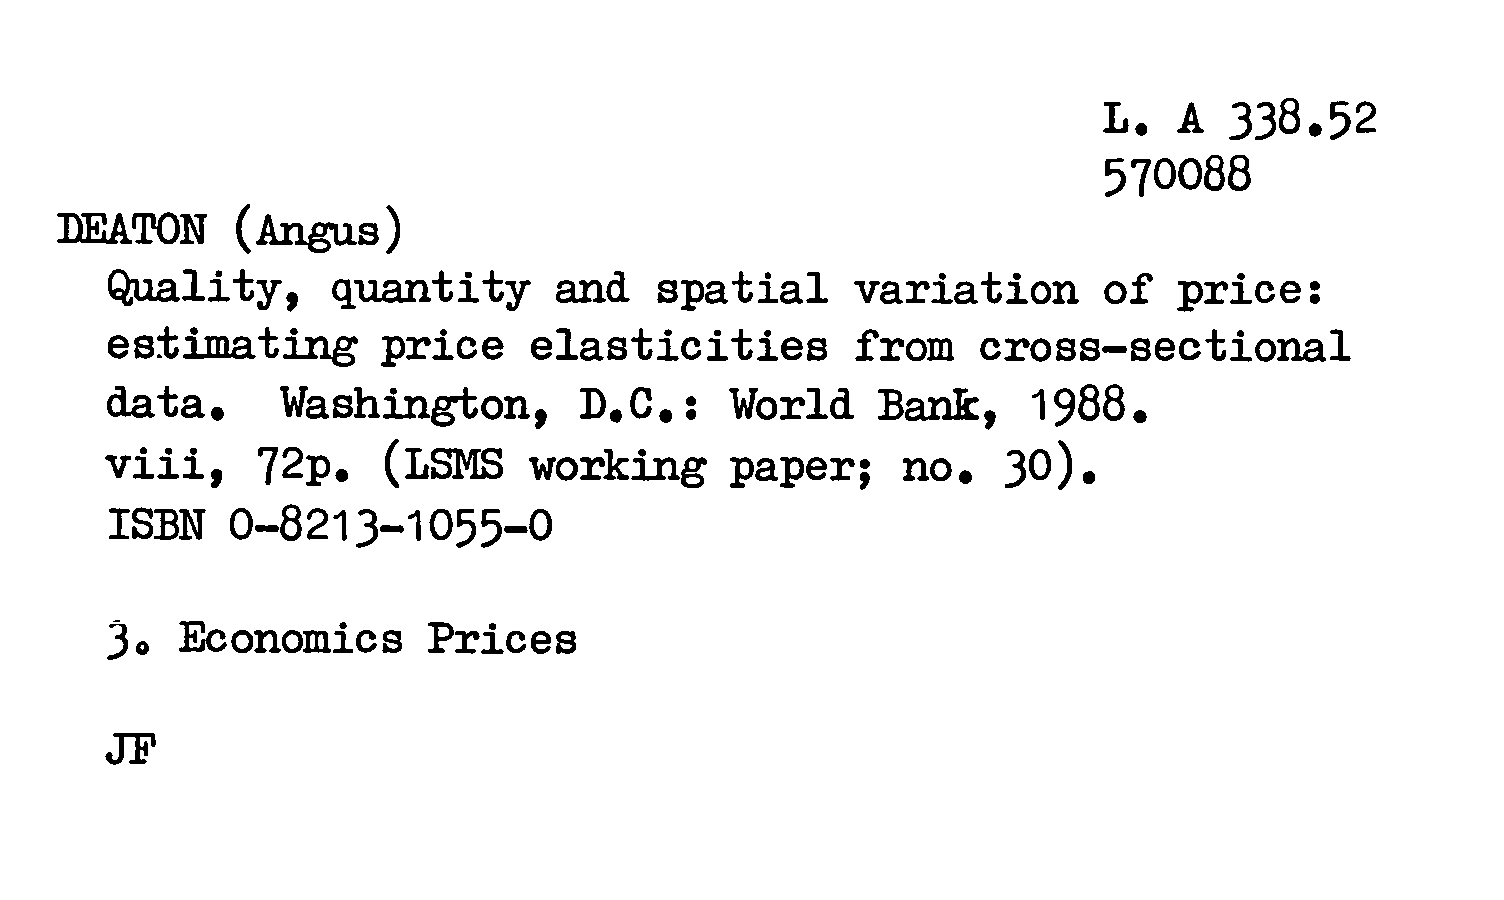 L. A 338.52
570088
DEATON (Angus)
Quality, quantity and spatial variation of price:
estimating price elasticities from cross-sectional
data.  Washington, D.C.: World Bank, 1988.
viii, 72p. (LSMS working paper; no. 30).
ISBN 0-8213-1055-0
3. Economics Prices
JF